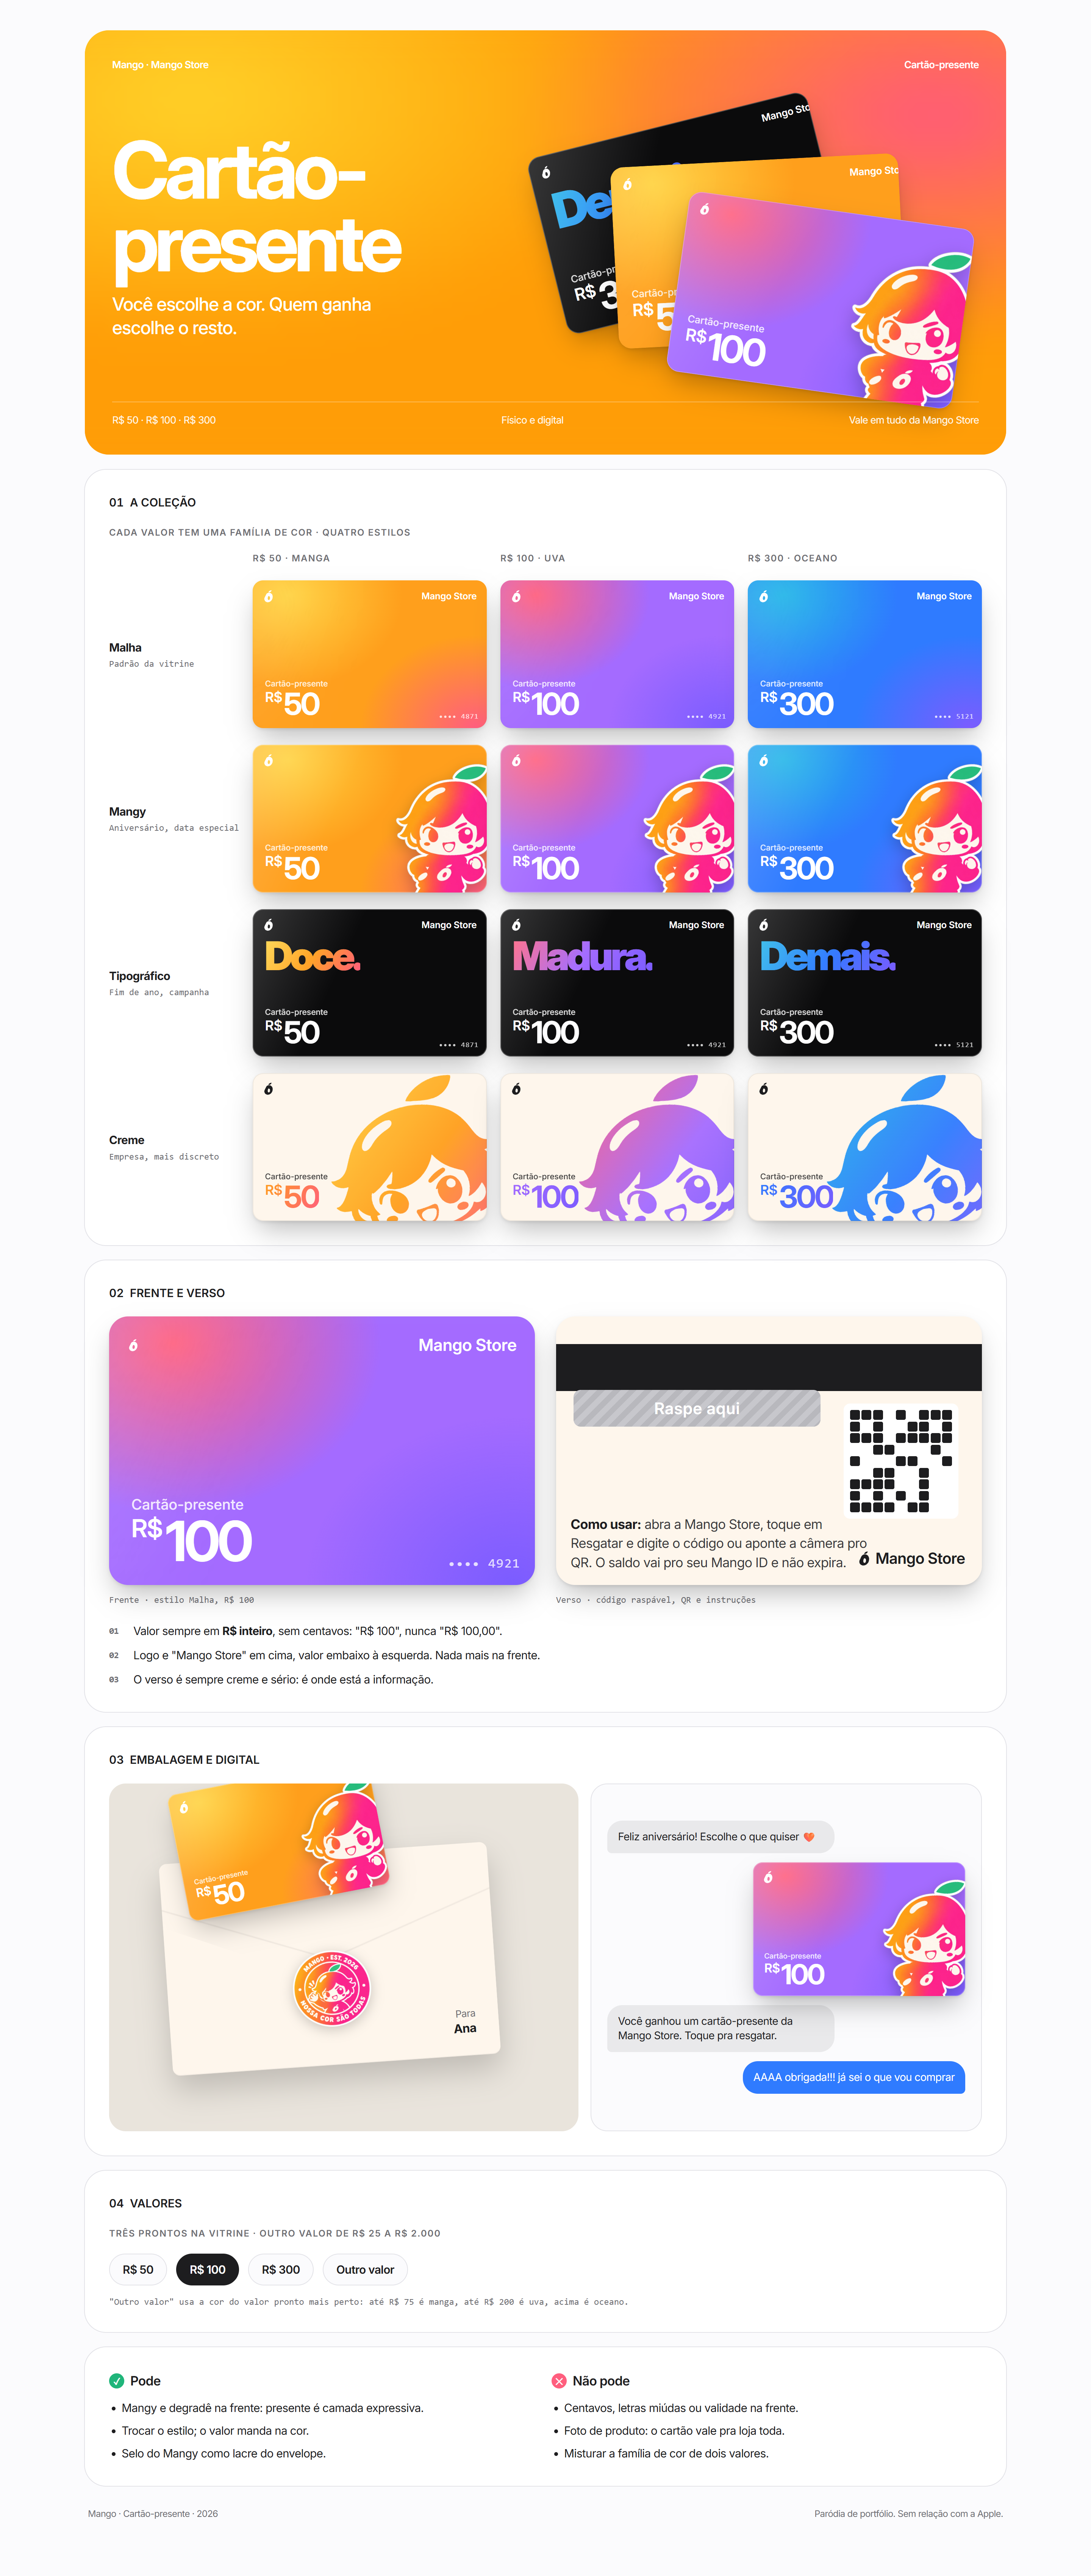 Mango · Mango Store
Cartão-presente
Cartão-
presente
Você escolhe a cor. Quem ganha
escolhe o resto.
Mango Sto
De
Cartão-pr
R$3
Mango Sto
Cartão-p
R$5
Cartão-presente
R$100
R$ 50 · R$ 100 · R$ 300
Físico e digital
Vale em tudo da Mango Store
01 A COLEÇÃO
CADA VALOR TEM UMA FAMÍLIA DE COR · QUATRO ESTILOS
R$ 50 · MANGA
R$ 100 · UVA
R$ 300 · OCEANO
Malha
Padrão da vitrine
Mango Store
Cartão-presente
R$50
•••• 4871
Mango Store
Cartão-presente
R$100
•••• 4921
Mango Store
Cartão-presente
R$300
•••• 5121
Mangy
Aniversário, data especial
Cartão-presente
R$50
Cartão-presente
R$100
Cartão-presente
R$300
Tipográfico
Fim de ano, campanha
Mango Store
Doce.
Cartão-presente
R$50
•••• 4871
Mango Store
Madura.
Cartão-presente
R$100
•••• 4921
Mango Store
Demais.
Cartão-presente
R$300
•••• 5121
Creme
Empresa, mais discreto
Cartão-presente
R$50
Cartão-presente
R$100
Cartão-presente
R$300
02 FRENTE E VERSO
Mango Store
Cartão-presente
R$100
•••• 4921
Raspe aqui
Como usar: abra a Mango Store, toque em
Resgatar e digite o código ou aponte a câmera pro
QR. O saldo vai pro seu Mango ID e não expira.
Mango Store
Frente · estilo Malha, R$ 100
Verso · código raspável, QR e instruções
01 Valor sempre em R$ inteiro, sem centavos: "R$ 100", nunca "R$ 100,00".
02 Logo e "Mango Store" em cima, valor embaixo à esquerda. Nada mais na frente.
03 O verso é sempre creme e sério: é onde está a informação.
03 EMBALAGEM E DIGITAL
Cartão-presente
R$50
MANGO · EST. 2026
NOSSA COR SÃO TODAS
Para
Ana
Feliz aniversário! Escolhe o que quiser 🧡
Cartão-presente
R$100
Você ganhou um cartão-presente da
Mango Store. Toque pra resgatar.
AAAA obrigada!!! já sei o que vou comprar
04 VALORES
TRÊS PRONTOS NA VITRINE · OUTRO VALOR DE R$ 25 A R$ 2.000
R$ 50
R$ 100
R$ 300
Outro valor
"Outro valor" usa a cor do valor pronto mais perto: até R$ 75 é manga, até R$ 200 é uva, acima é oceano.
Pode
• Mangy e degradê na frente: presente é camada expressiva.
• Trocar o estilo; o valor manda na cor.
• Selo do Mangy como lacre do envelope.
Não pode
• Centavos, letras miúdas ou validade na frente.
• Foto de produto: o cartão vale pra loja toda.
• Misturar a família de cor de dois valores.
Mango · Cartão-presente · 2026
Paródia de portfólio. Sem relação com a Apple.